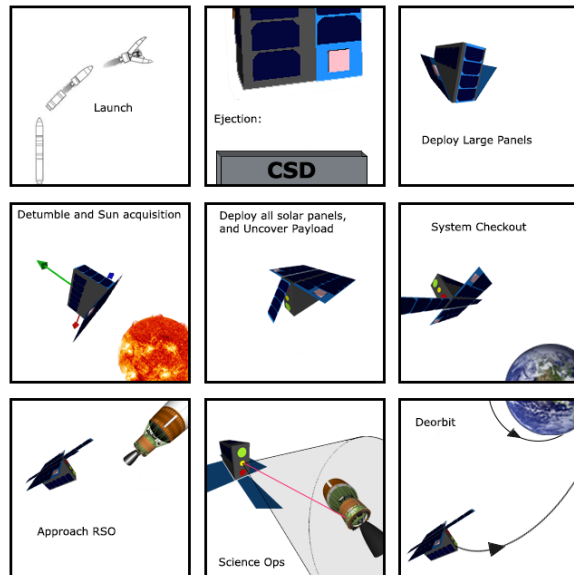 Launch
Ejection:
CSD
Deploy Large Panels
Detumble and Sun acquisition
Deploy all solar panels,
and Uncover Payload
System Checkout
Approach RSO
Science Ops
Deorbit